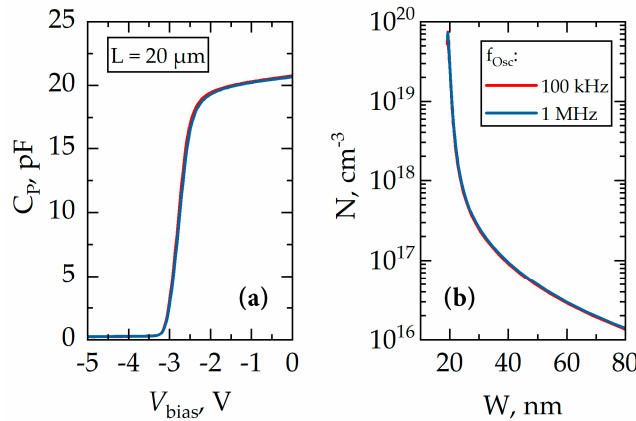 L = 20 μm
C_P, pF
25
20
15
10
5
0
(a)
-5 -4 -3 -2 -1 0
V_bias, V
N, cm^-3
10^20
10^19
10^18
10^17
10^16
f_Osc:
100 kHz
1 MHz
(b)
20 40 60 80
W, nm